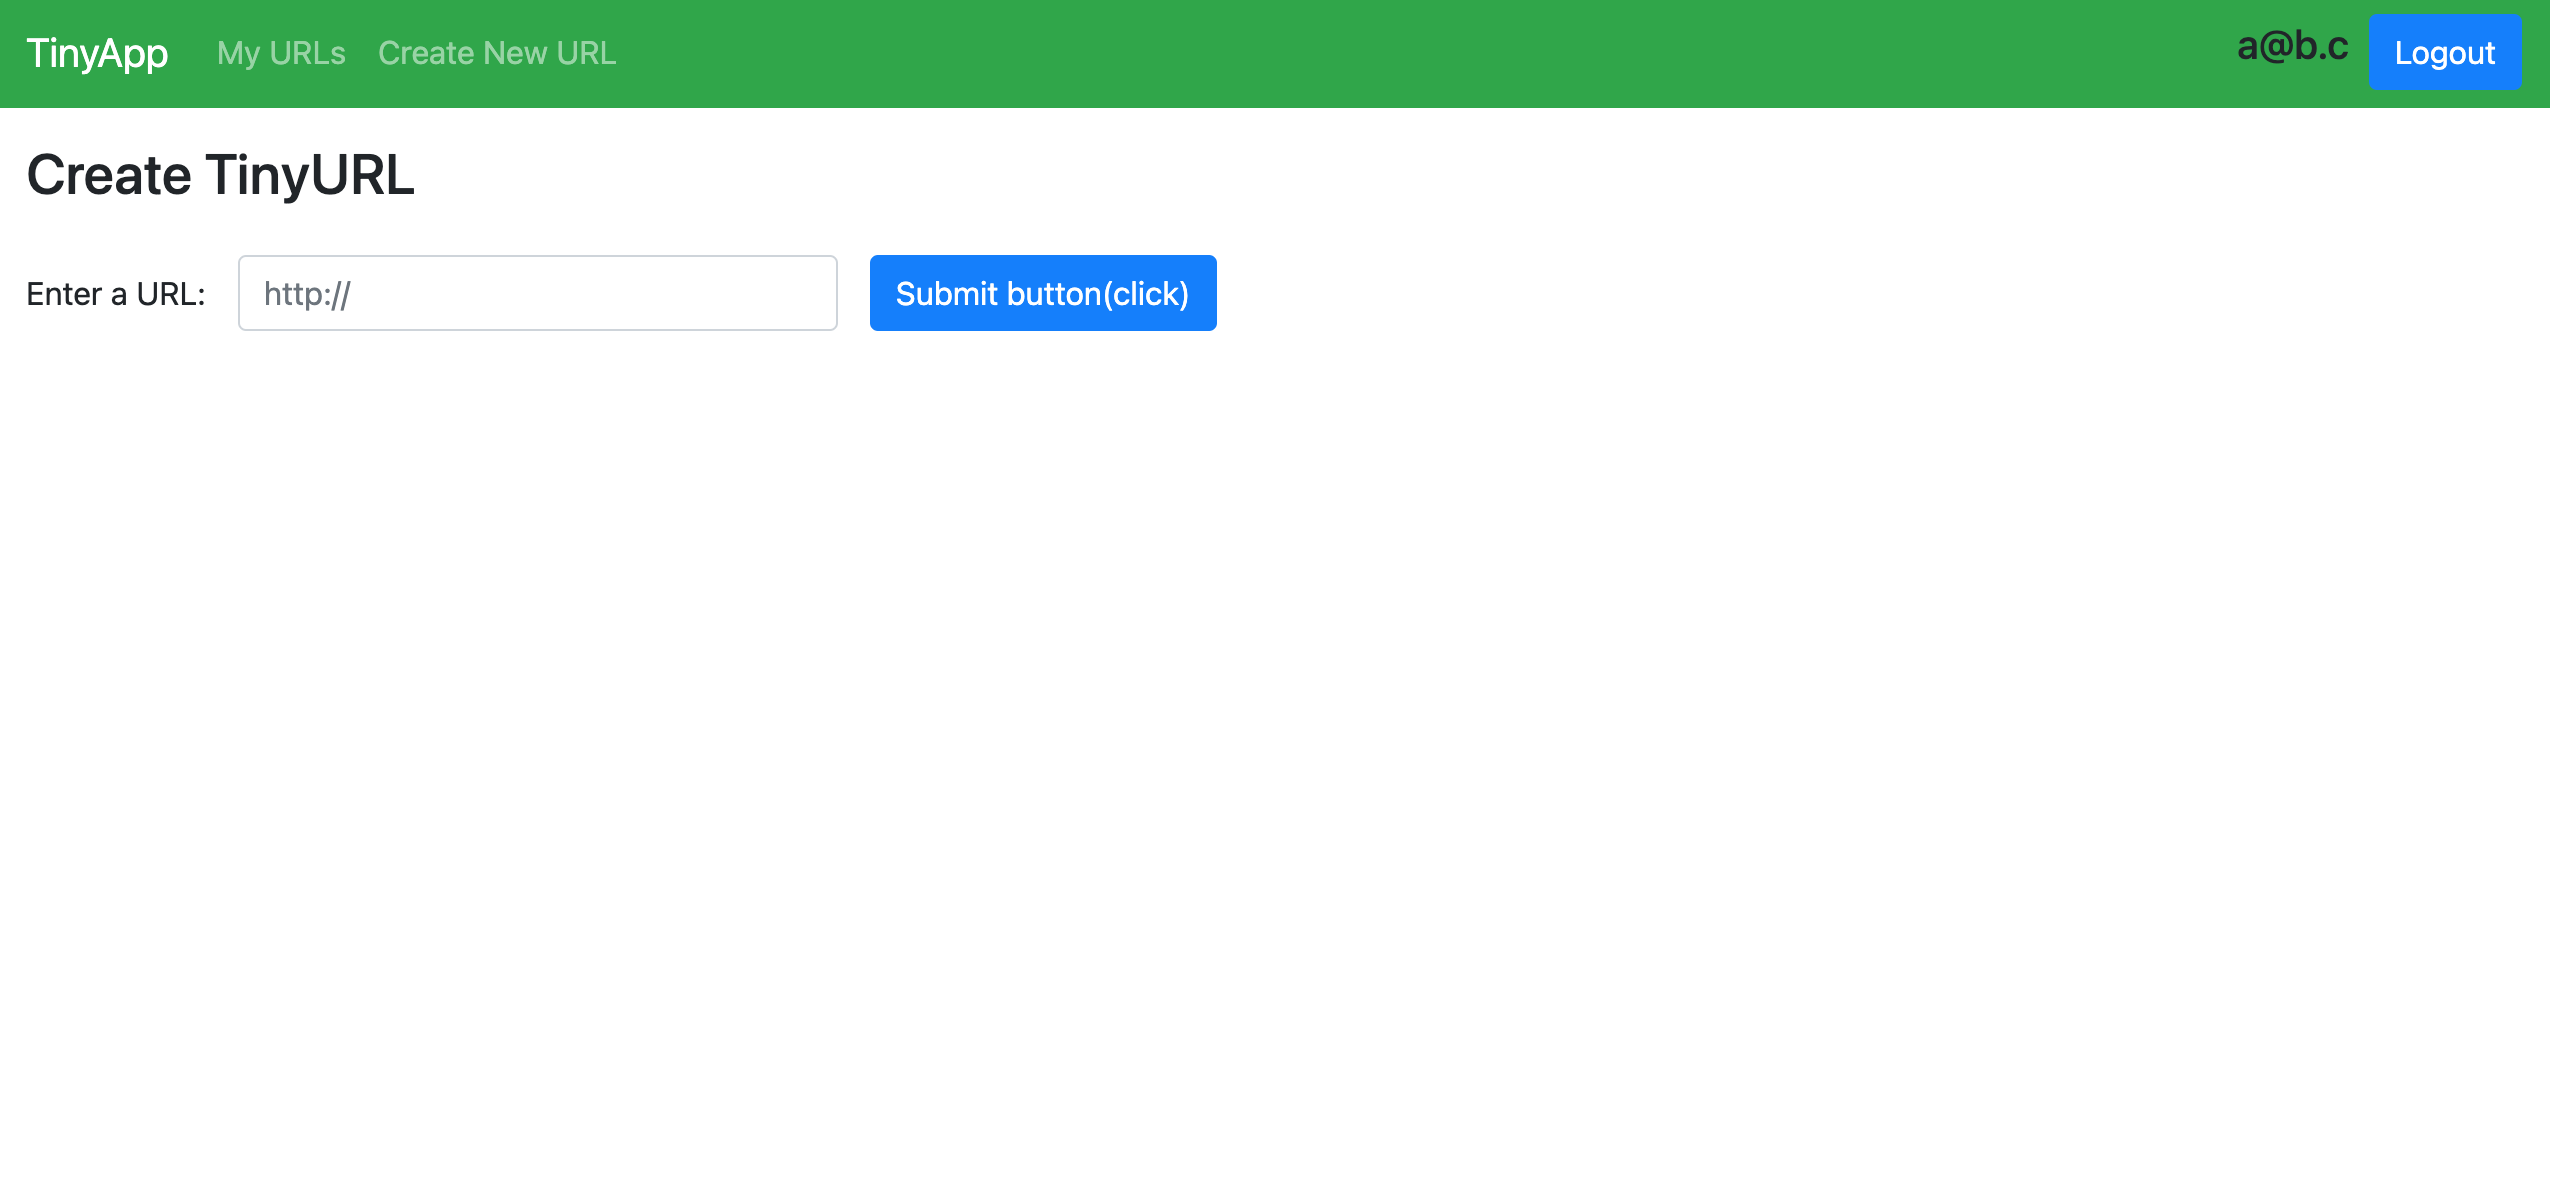 TinyApp My URLs Create New URL a@b.c Logout
Create TinyURL
Enter a URL: http:// Submit button(click)